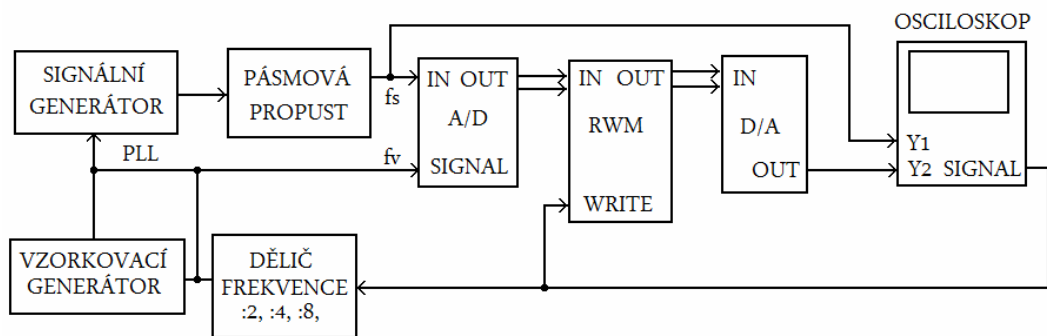 OSCILOSKOP
SIGNÁLNÍ
GENERÁTOR
PÁSMOVÁ
PROPUST
fs
IN OUT
A/D
SIGNAL
IN OUT
RWM
WRITE
IN
D/A
OUT
Y1
Y2 SIGNAL
PLL
fv
VZORKOVACÍ
GENERÁTOR
DĚLIČ
FREKVENCE
:2, :4, :8,